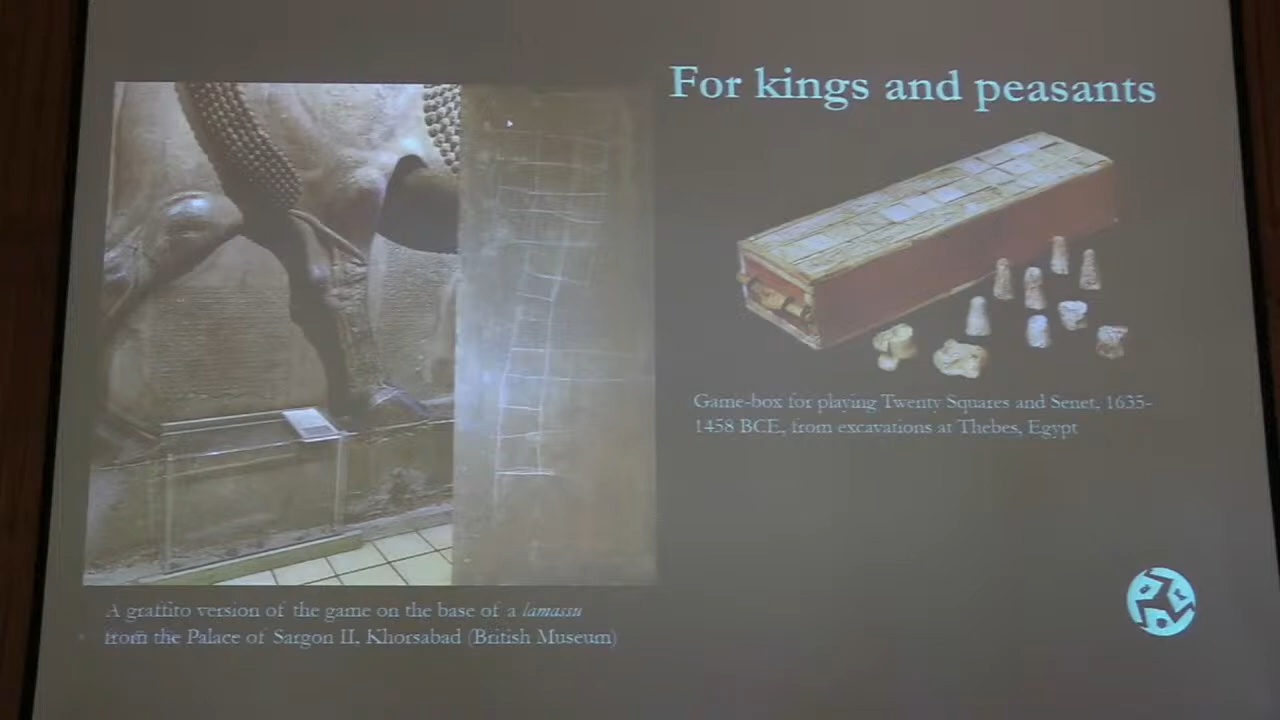 For kings and peasants
Game-box for playing Twenty Squares and Senet, 1635-
1458 BCE, from excavations at Thebes, Egypt
A graffito version of the game on the base of a lamassu
from the Palace of Sargon II, Khorsabad (British Museum)